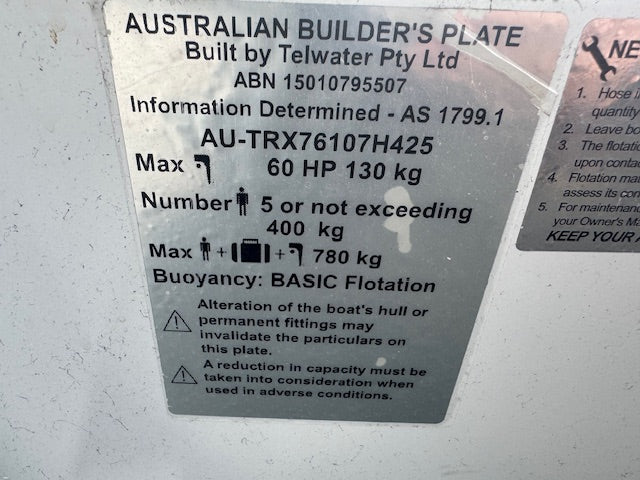 AUSTRALIAN BUILDER'S PLATE
Built by Telwater Pty Ltd
ABN 15010795507
Information Determined - AS 1799.1
AU-TRX76107H425
Max 60 HP 130 kg
Number 5 or not exceeding
400 kg
Max + + 780 kg
Buoyancy: BASIC Flotation
Alteration of the boat's hull or
permanent fittings may
invalidate the particulars on
this plate.
A reduction in capacity must be
taken into consideration when
used in adverse conditions.
NE
1. Hose
quantity
2. Leave bo
3. The flotatio
upon conta
4. Flotation mat
assess its con
5. For maintenanc
your Owner's Ma
KEEP YOUR